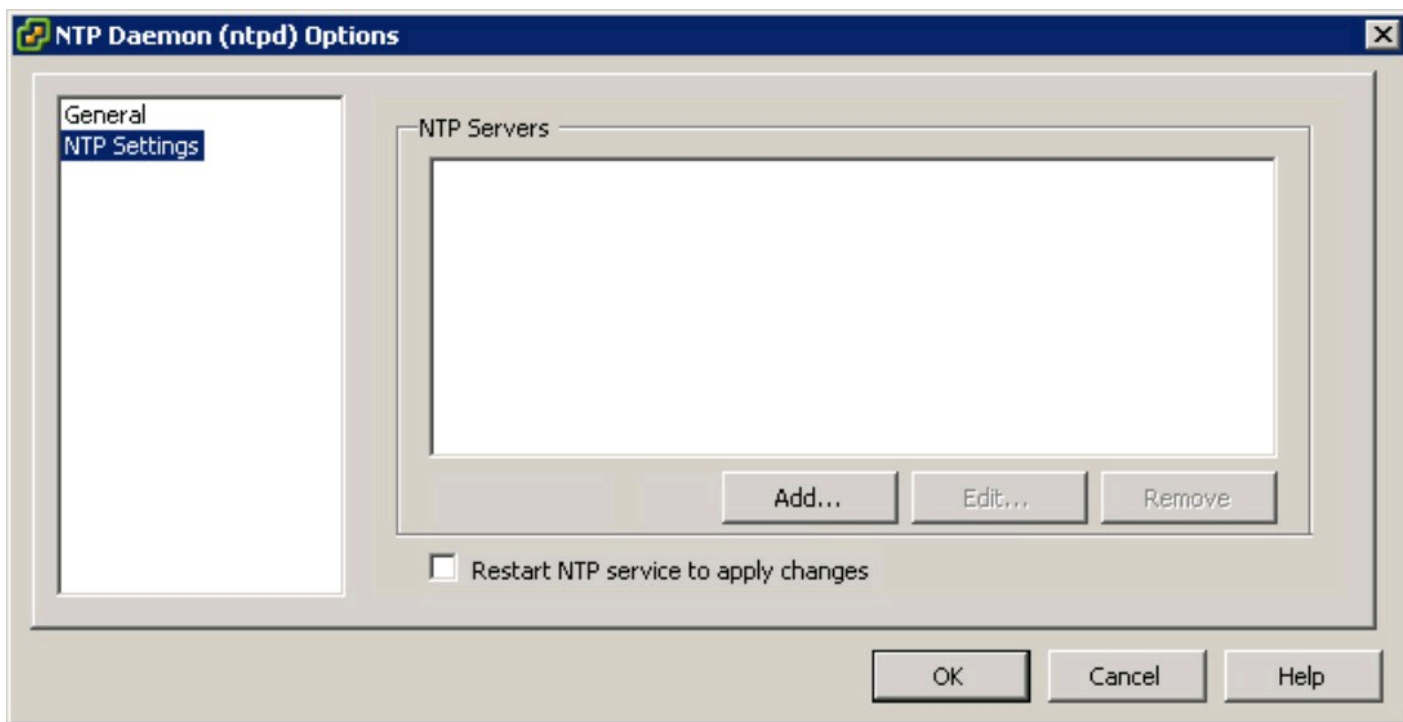 NTP Daemon (ntpd) Options
General
NTP Settings
NTP Servers
Add...
Edit...
Remove
Restart NTP service to apply changes
OK
Cancel
Help